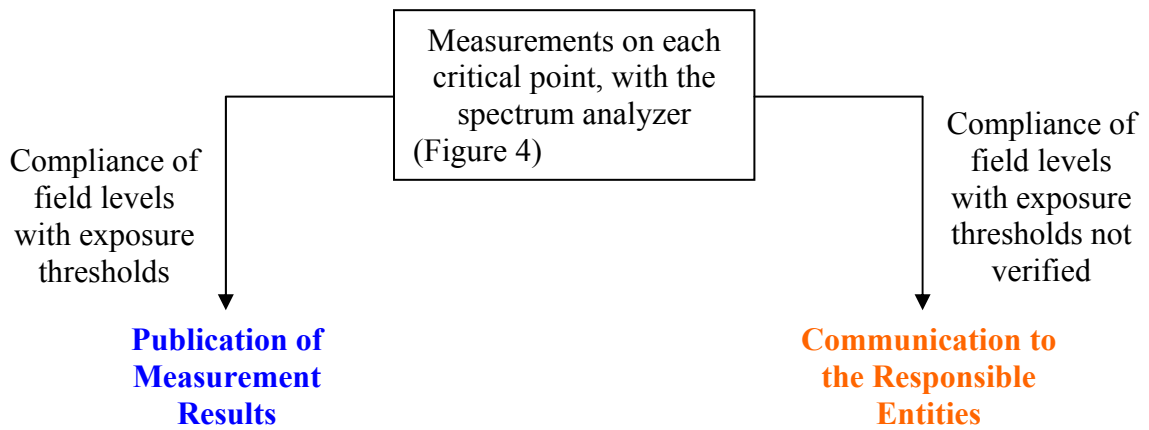 Measurements on each
critical point, with the
spectrum analyzer
(Figure 4)
Compliance of
field levels
with exposure
thresholds
Compliance of
field levels
with exposure
thresholds not
verified
Publication of
Measurement
Results
Communication to
the Responsible
Entities